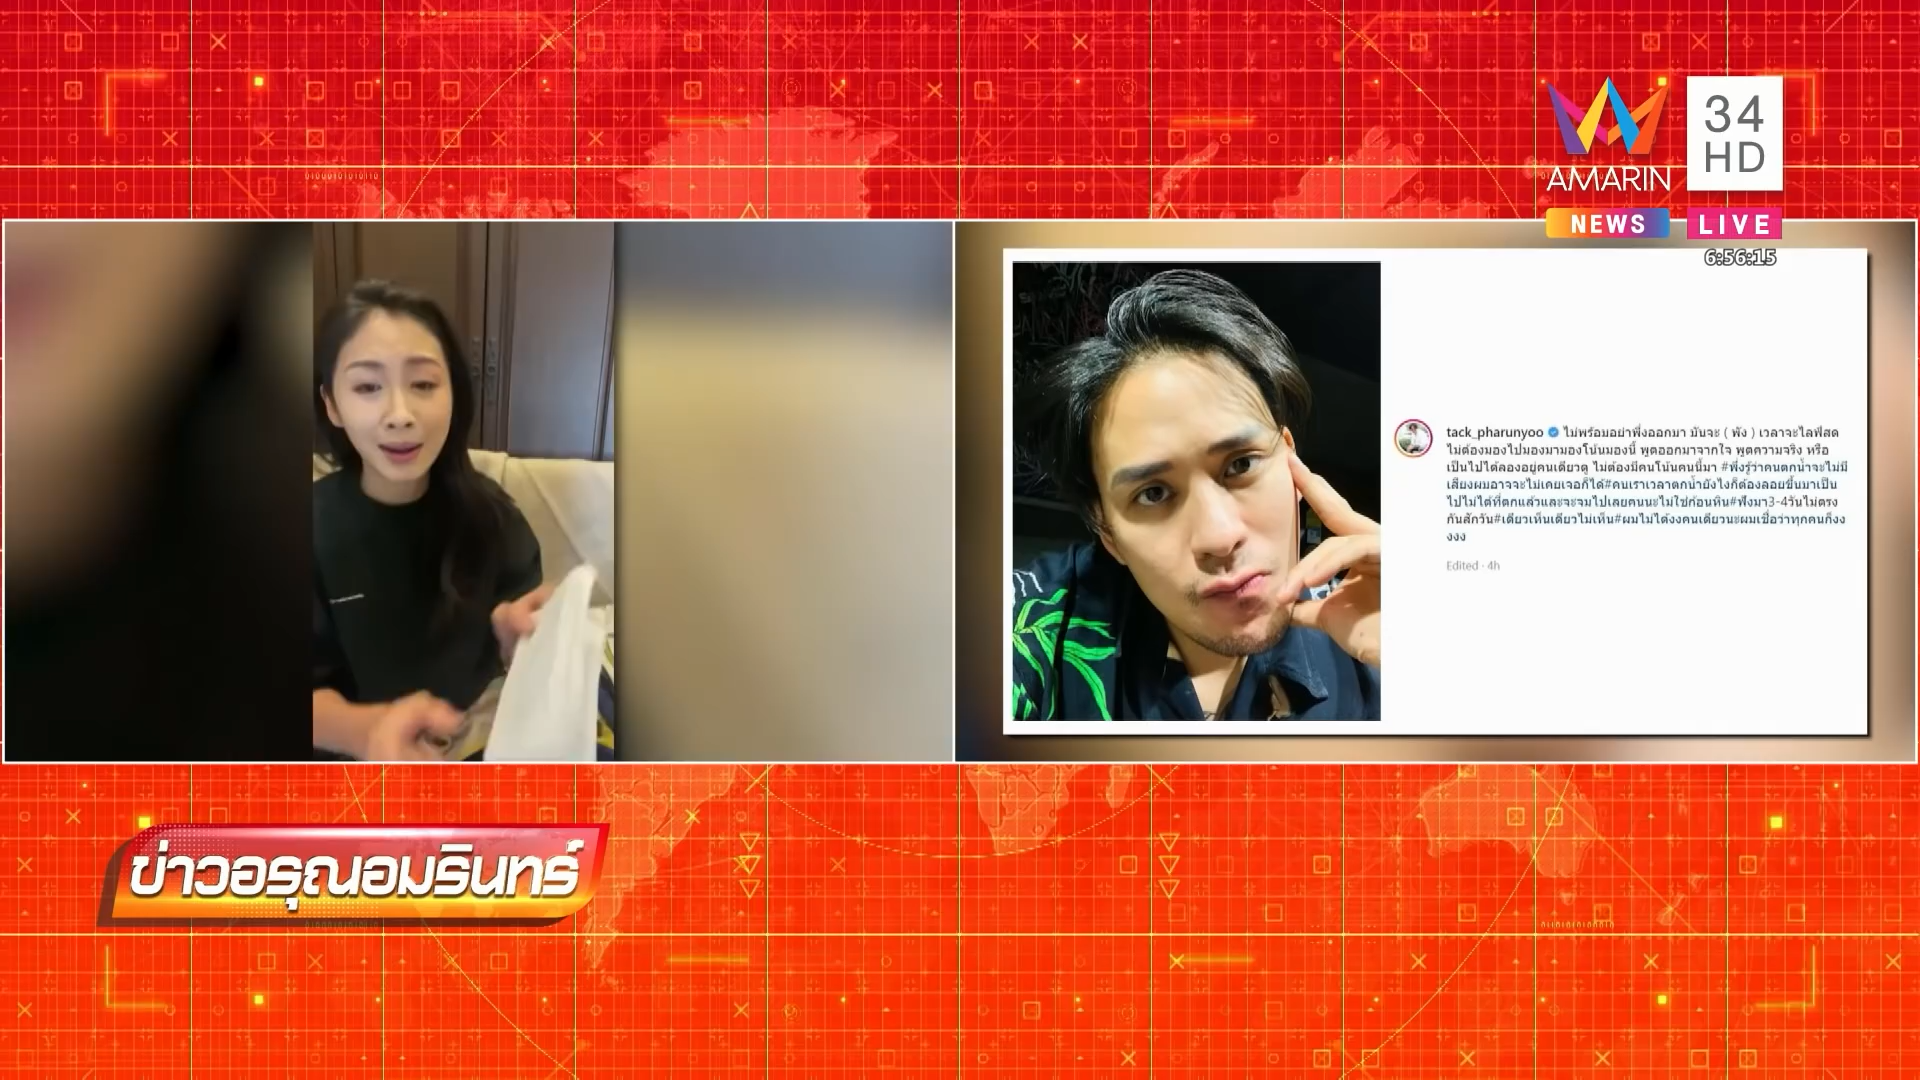 AMARIN
34
HD
NEWS
LIVE
6:56:15
tack_pharunyoo ไม่พร้อมอย่าพึ่งออกมา มันจะ ( พัง ) เวลาจะไลฟ์สด
ไม่ต้องมองไปมองมามองโน้นมองนี้ พูดออกมาจากใจ พูดความจริง หรือ
เป็นไปได้ลองอยู่คนเดียวดู ไม่ต้องมีคนโน้นคนนี้มา #พึ่งรู้ว่าคนตกน้ำจะไม่มี
เสียงผมอาจจะไม่เคยเจอก็ได้#คนเราเวลาตกน้ำยังไงก็ต้องลอยขึ้นมาเป็น
ไปไม่ได้ที่ตกแล้วและจะจมไปเลยคนนะไม่ใช่ก้อนหิน#ฟังมา3-4วันไม่ตรง
กันสักวัน#เดียวเห็นเดียวไม่เห็น#ผมไม่ได้งงคนเดียวนะผมเชื่อว่าทุกคนก็งง
งงง
Edited · 4h
ข่าวอรุณอมรินทร์